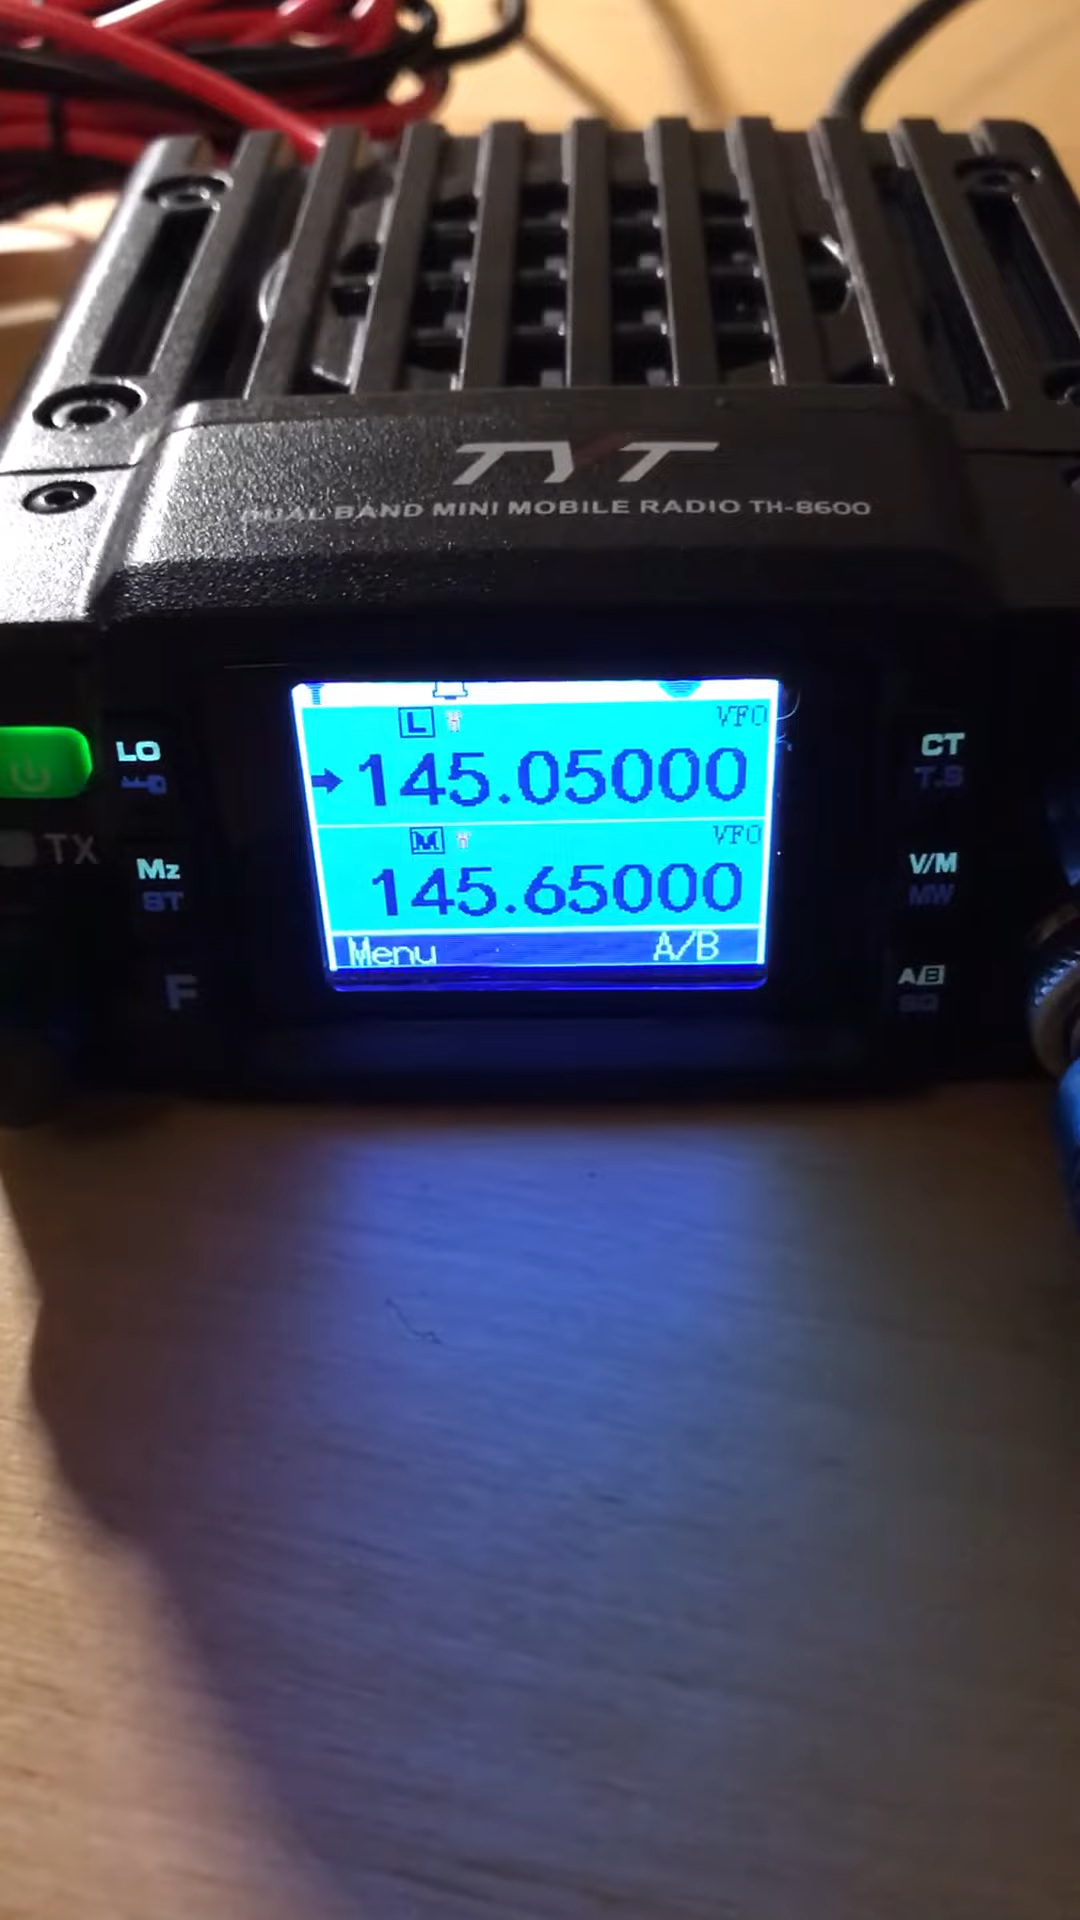 TYT
DUAL BAND MINI MOBILE RADIO TH-8600
L VFO
145.05000
M VFO
145.65000
Menu A/B
LO
TX
Mz
ST
F
CT
T.S
V/M
MW
A/B
SQ